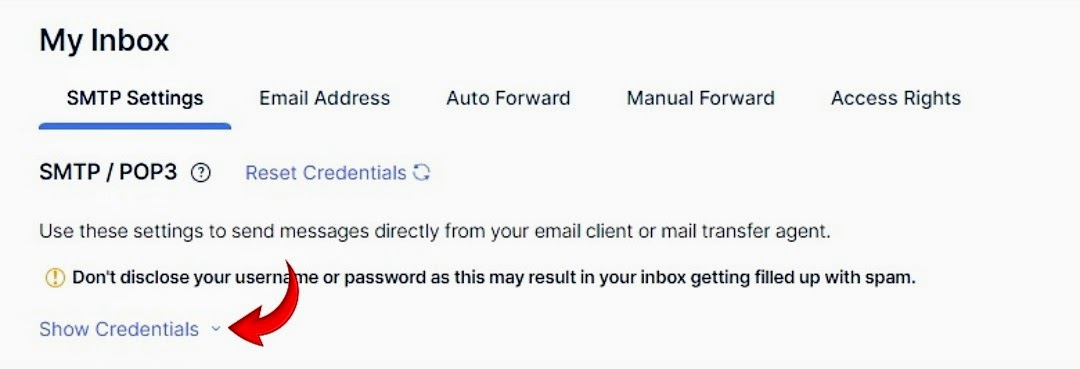 My Inbox
SMTP Settings Email Address Auto Forward Manual Forward Access Rights
SMTP / POP3 ? Reset Credentials
Use these settings to send messages directly from your email client or mail transfer agent.
! Don't disclose your username or password as this may result in your inbox getting filled up with spam.
Show Credentials